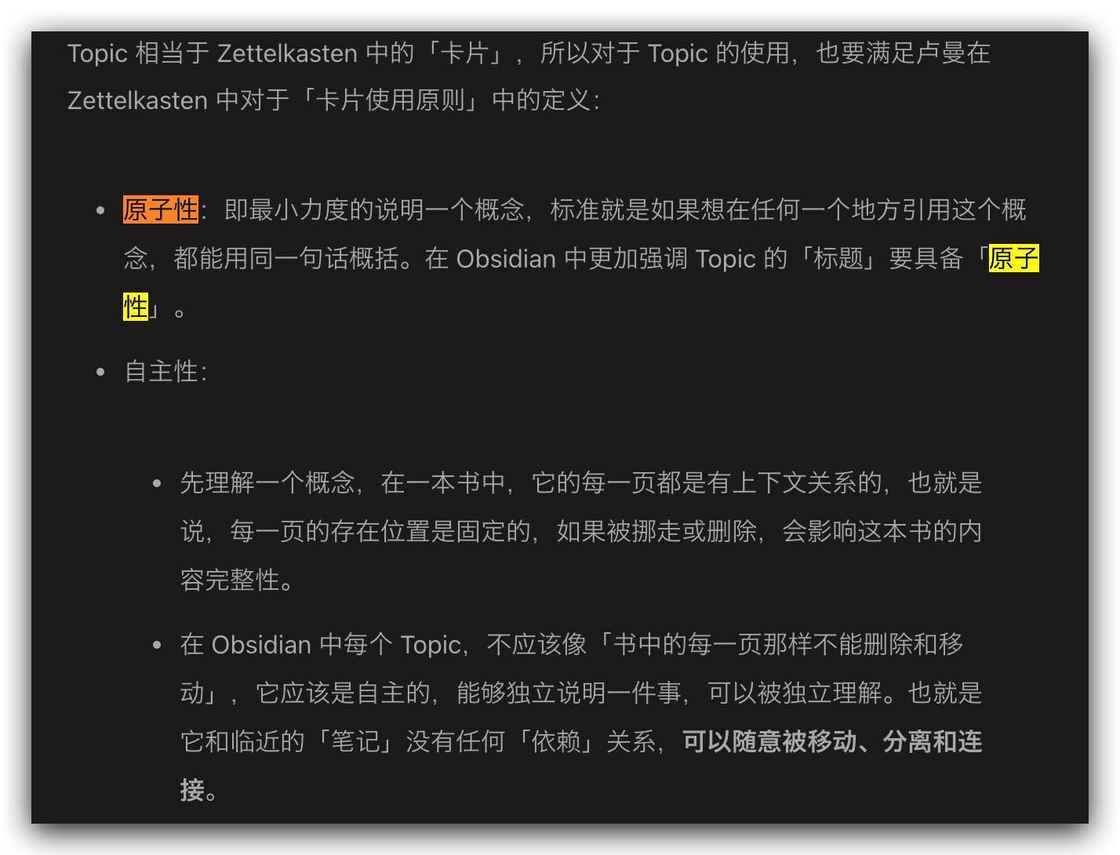 Topic 相当于 Zettelkasten 中的「卡片」，所以对于 Topic 的使用，也要满足卢曼在
Zettelkasten 中对于「卡片使用原则」中的定义：
• 原子性：即最小力度的说明一个概念，标准就是如果想在任何一个地方引用这个概
念，都能用同一句话概括。在 Obsidian 中更加强调 Topic 的「标题」要具备「原子
性」。
• 自主性：
• 先理解一个概念，在一本书中，它的每一页都是有上下文关系的，也就是
说，每一页的存在位置是固定的，如果被挪走或删除，会影响这本书的内
容完整性。
• 在 Obsidian 中每个 Topic，不应该像「书中的每一页那样不能删除和移
动」，它应该是自主的，能够独立说明一件事，可以被独立理解。也就是
它和临近的「笔记」没有任何「依赖」关系，可以随意被移动、分离和连
接。